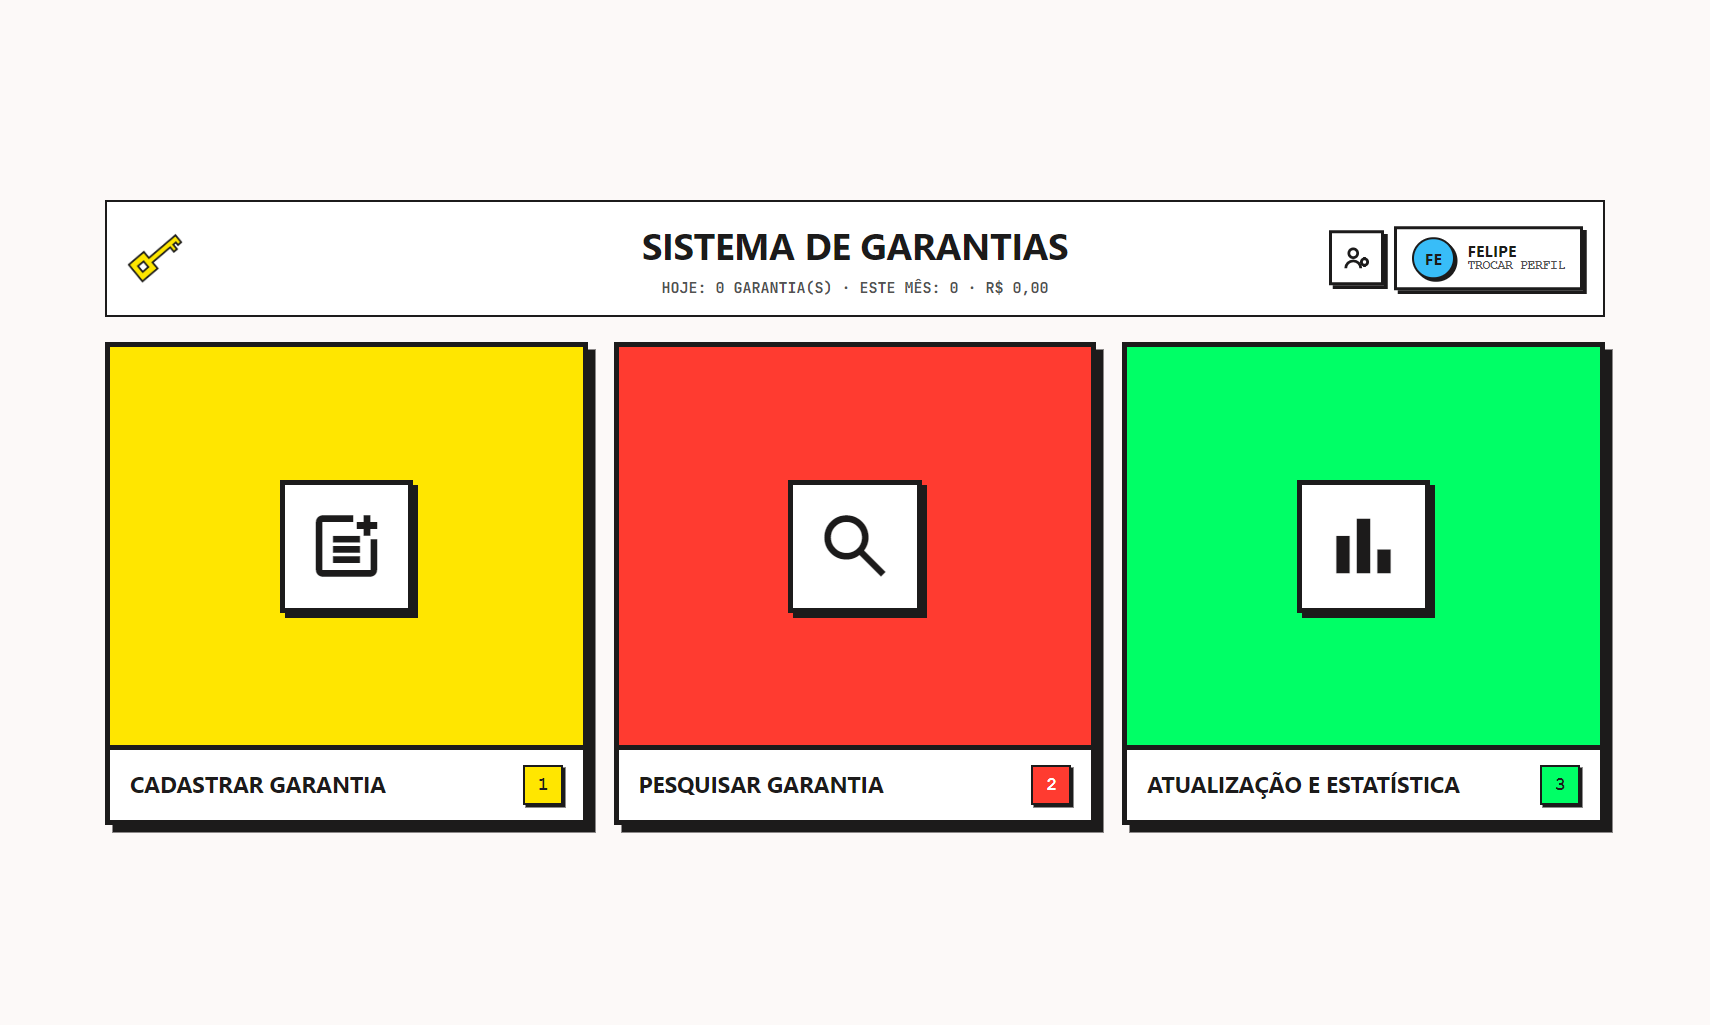 SISTEMA DE GARANTIAS
HOJE: 0 GARANTIA(S) · ESTE MÊS: 0 · R$ 0,00
FE
FELIPE
TROCAR PERFIL
CADASTRAR GARANTIA
1
PESQUISAR GARANTIA
2
ATUALIZAÇÃO E ESTATÍSTICA
3